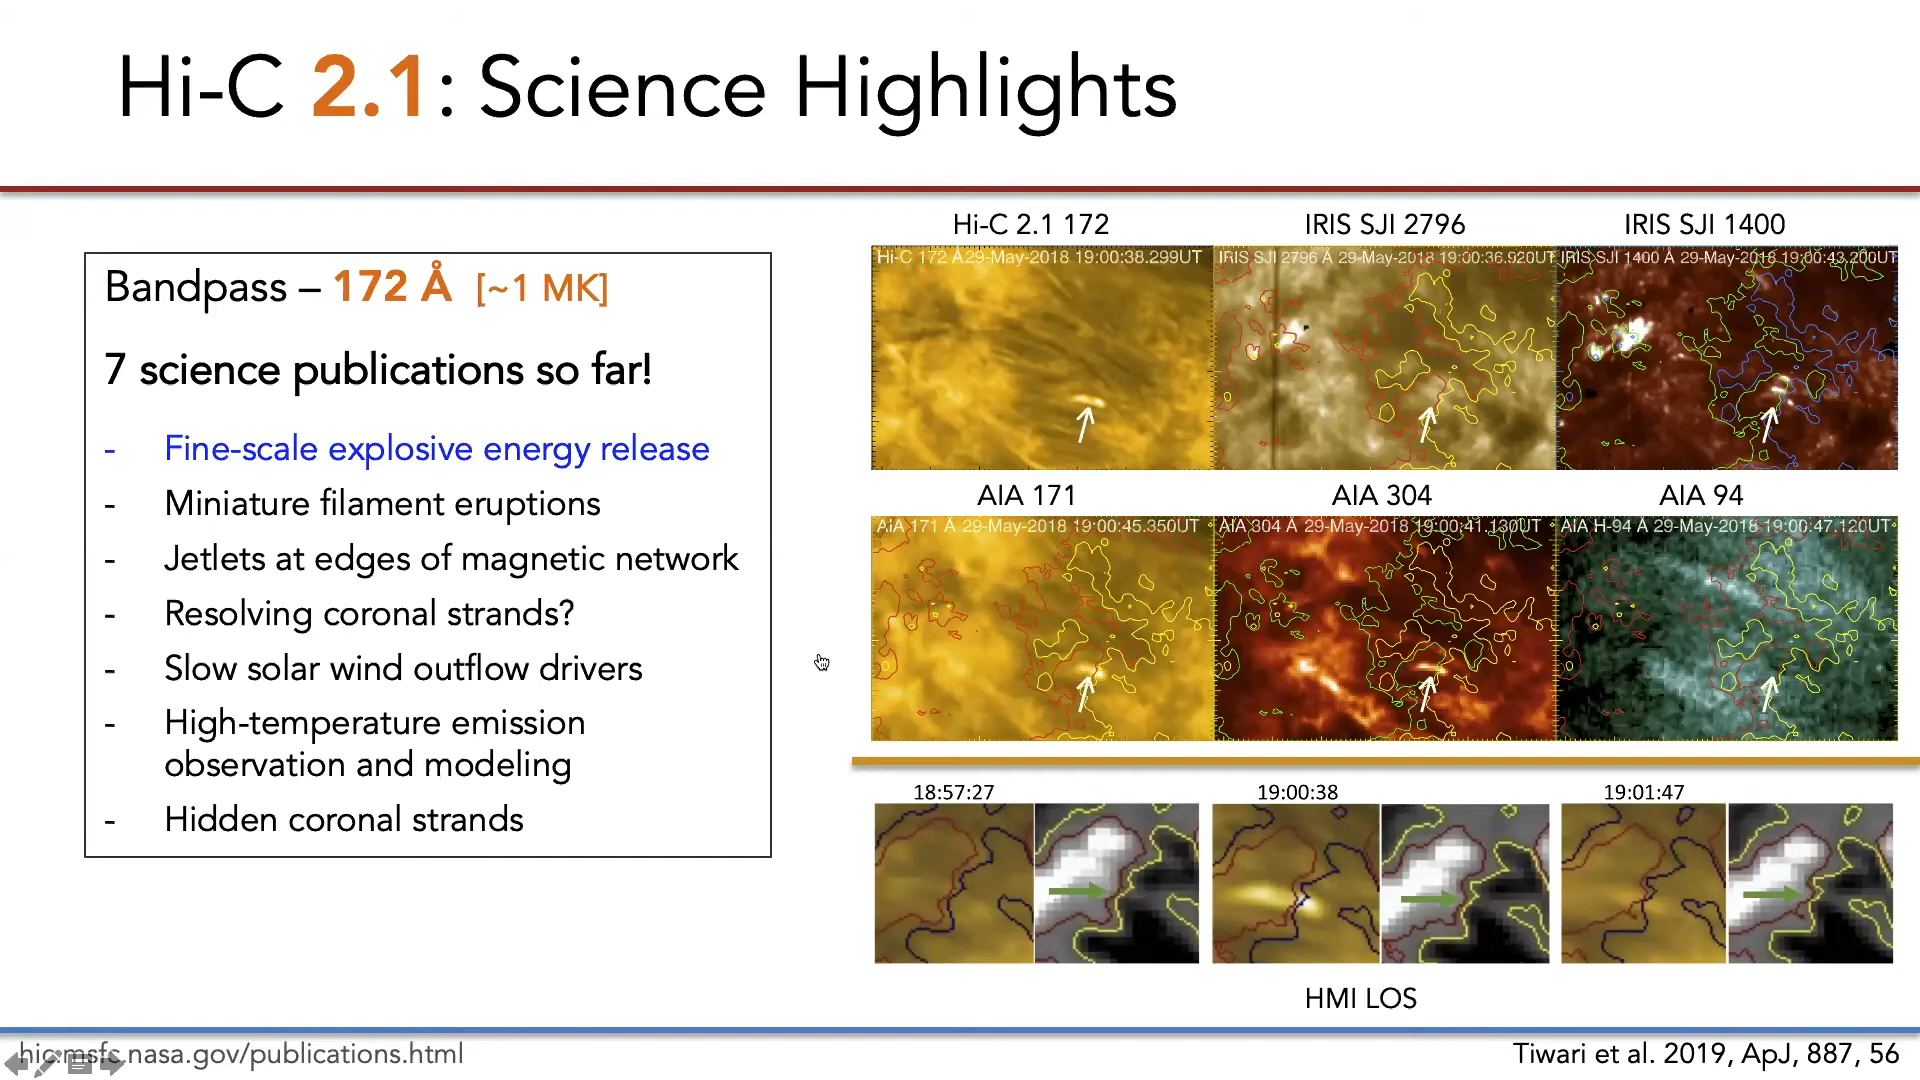 Hi-C 2.1: Science Highlights
Bandpass – 172 Å [~1 MK]
7 science publications so far!
- Fine-scale explosive energy release
- Miniature filament eruptions
- Jetlets at edges of magnetic network
- Resolving coronal strands?
- Slow solar wind outflow drivers
- High-temperature emission
observation and modeling
- Hidden coronal strands
Hi-C 2.1 172
IRIS SJI 2796
IRIS SJI 1400
Hi-C 172 Å 29-May-2018 19:00:38.299UT
IRIS SJI 2796 Å 29-May-2018 19:00:36.920UT
IRIS SJI 1400 Å 29-May-2018 19:00:43.200UT
AIA 171
AIA 304
AIA 94
AIA 171 Å 29-May-2018 19:00:45.350UT
AIA 304 Å 29-May-2018 19:00:41.130UT
AIA H-94 Å 29-May-2018 19:00:47.120UT
18:57:27
19:00:38
19:01:47
HMI LOS
hic.msfc.nasa.gov/publications.html
Tiwari et al. 2019, ApJ, 887, 56